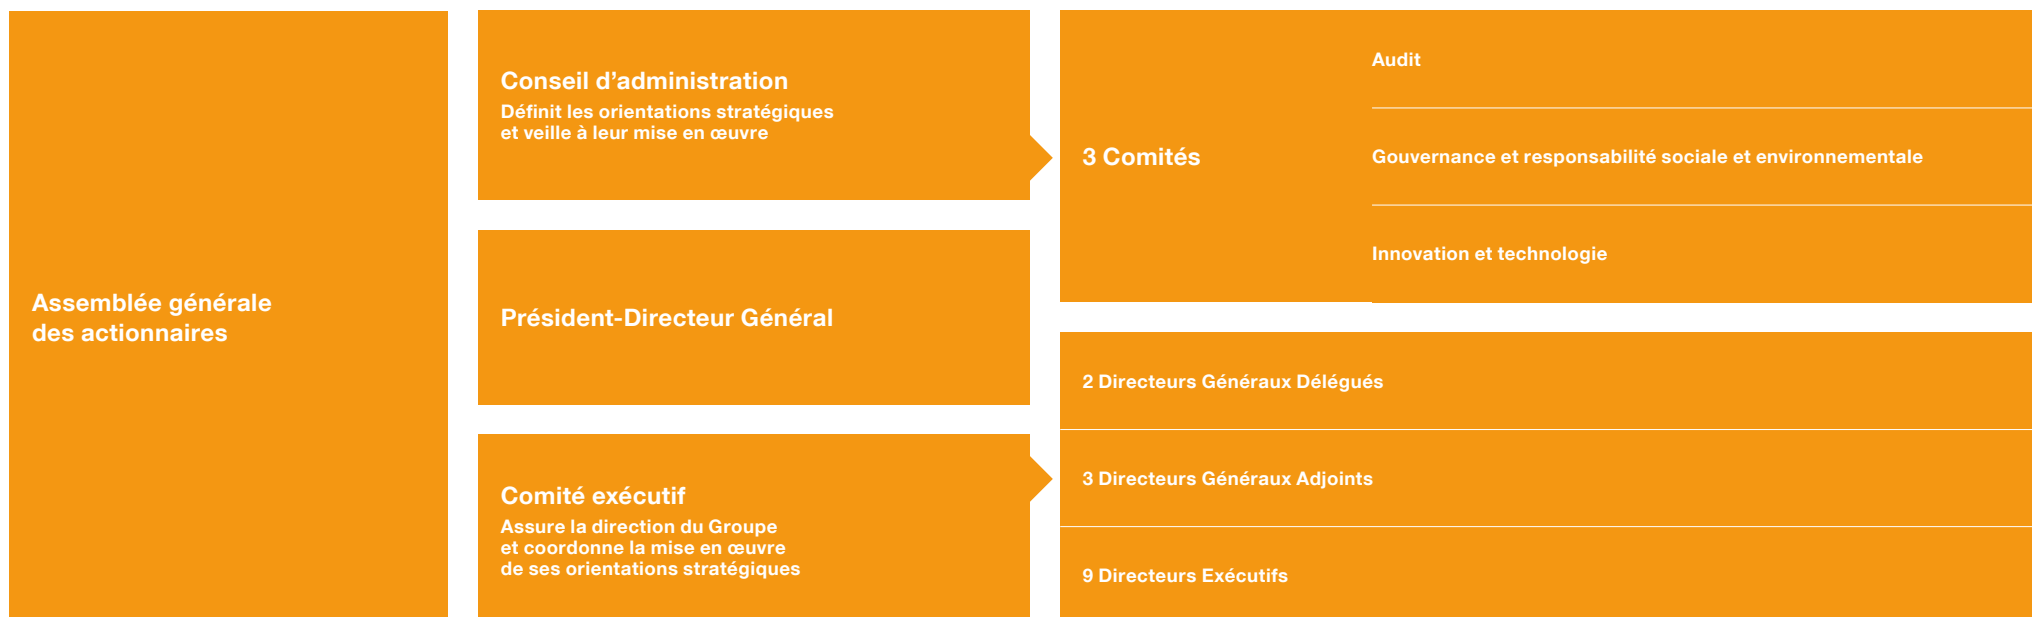 Assemblée générale
des actionnaires
Conseil d’administration
Définit les orientations stratégiques
et veille à leur mise en œuvre
Président-Directeur Général
Comité exécutif
Assure la direction du Groupe
et coordonne la mise en œuvre
de ses orientations stratégiques
3 Comités
Audit
Gouvernance et responsabilité sociale et environnementale
Innovation et technologie
2 Directeurs Généraux Délégués
3 Directeurs Généraux Adjoints
9 Directeurs Exécutifs